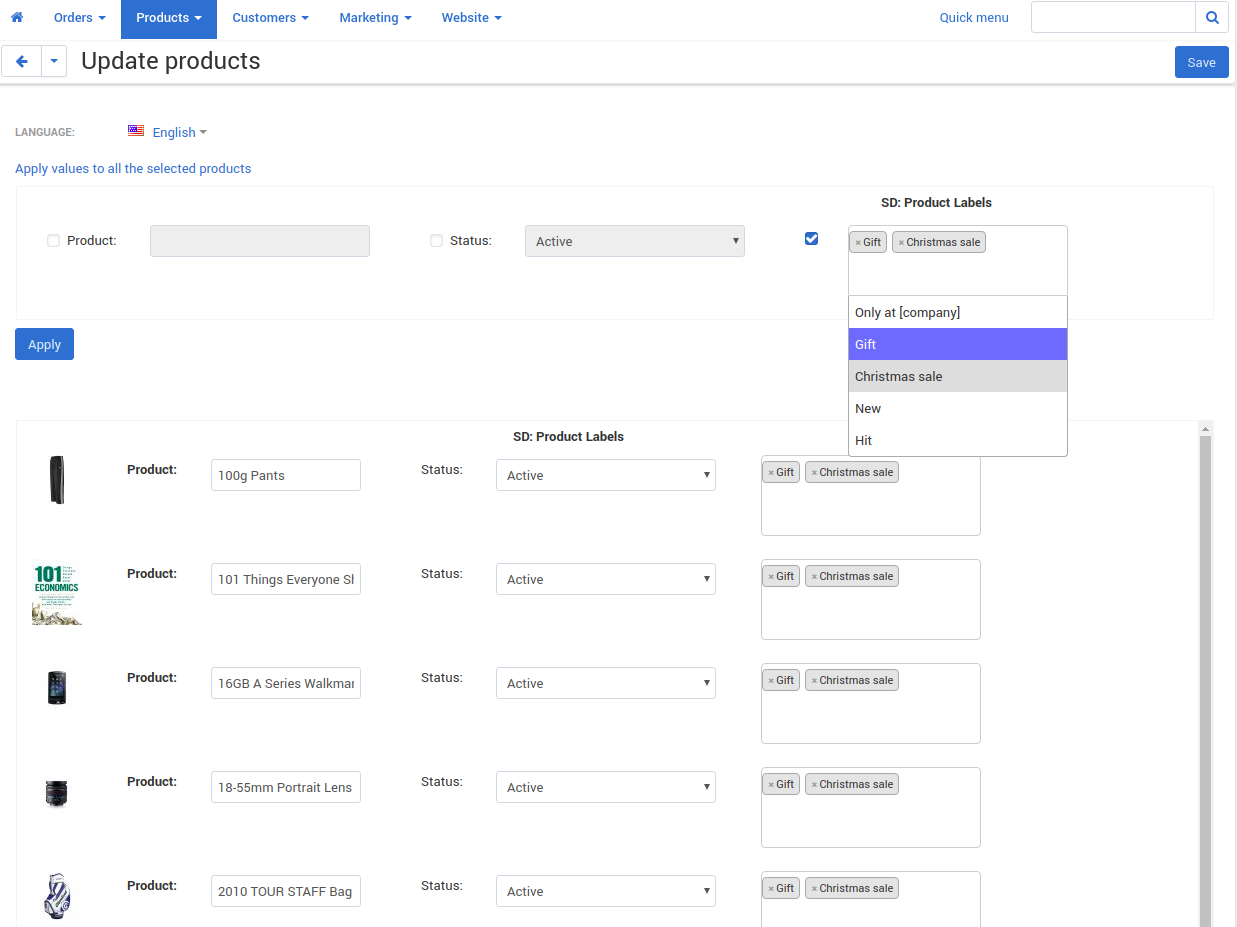 Orders Products Customers Marketing Website Quick menu
Update products
Save
LANGUAGE: English
Apply values to all the selected products
SD: Product Labels
Product: Status: Active × Gift × Christmas sale
Only at [company]
Apply Gift
Christmas sale
New
Hit
SD: Product Labels
Product: 100g Pants Status: Active × Gift × Christmas sale
101 ECONOMICS
Product: 101 Things Everyone Sh Status: Active × Gift × Christmas sale
Product: 16GB A Series Walkman Status: Active × Gift × Christmas sale
Product: 18-55mm Portrait Lens Status: Active × Gift × Christmas sale
Product: 2010 TOUR STAFF Bag Status: Active × Gift × Christmas sale